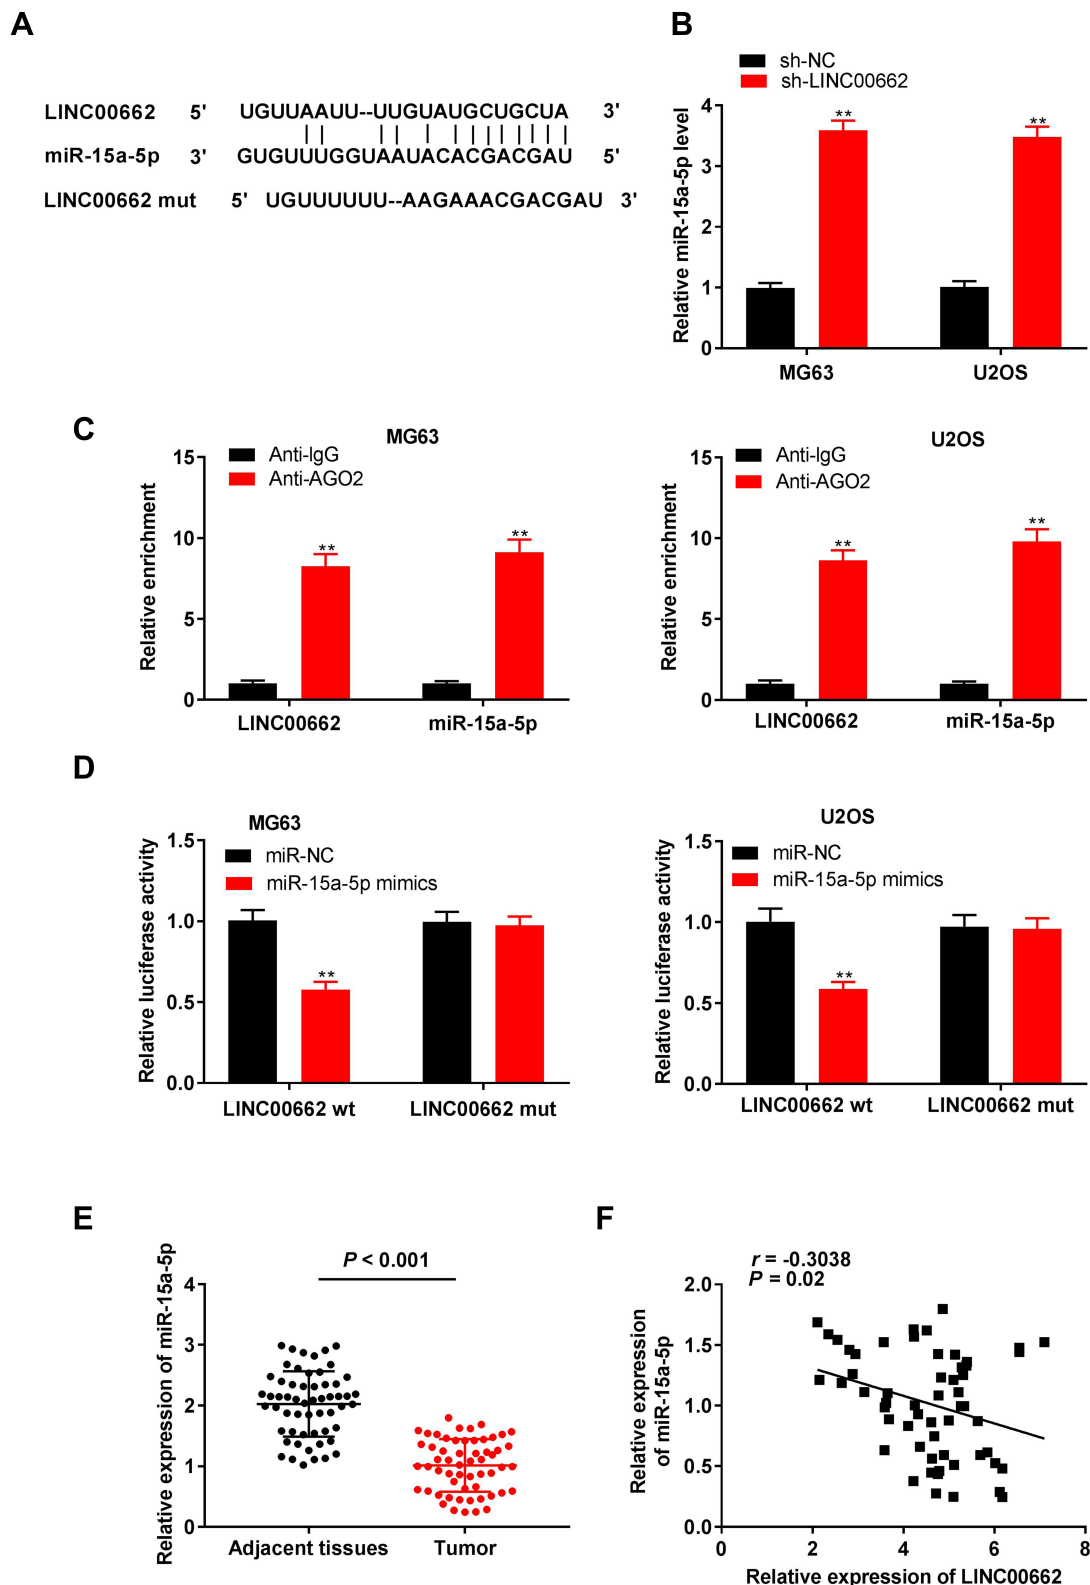 A
LINC00662 5' UGUUAAUU--UUGUAUGCUGCUA 3'
miR-15a-5p 3' GUGUUUGGUAAUACACGACGAU 5'
LINC00662 mut 5' UGUUUUUU--AAGAAACGACGAU 3'
B
sh-NC
sh-LINC00662
Relative miR-15a-5p level
4
3
2
1
0
** **
MG63 U2OS
C
MG63
Anti-IgG
Anti-AGO2
Relative enrichment
15
10
5
0
** **
LINC00662 miR-15a-5p
U2OS
Anti-IgG
Anti-AGO2
Relative enrichment
15
10
5
0
** **
LINC00662 miR-15a-5p
D
MG63
miR-NC
miR-15a-5p mimics
Relative luciferase activity
1.5
1.0
0.5
0.0
**
LINC00662 wt LINC00662 mut
U2OS
miR-NC
miR-15a-5p mimics
Relative luciferase activity
1.5
1.0
0.5
0.0
**
LINC00662 wt LINC00662 mut
E
P < 0.001
Relative expression of miR-15a-5p
4
3
2
1
0
Adjacent tissues Tumor
F
r = -0.3038
P = 0.02
Relative expression
of miR-15a-5p
2.0
1.5
1.0
0.5
0.0
0 2 4 6 8
Relative expression of LINC00662